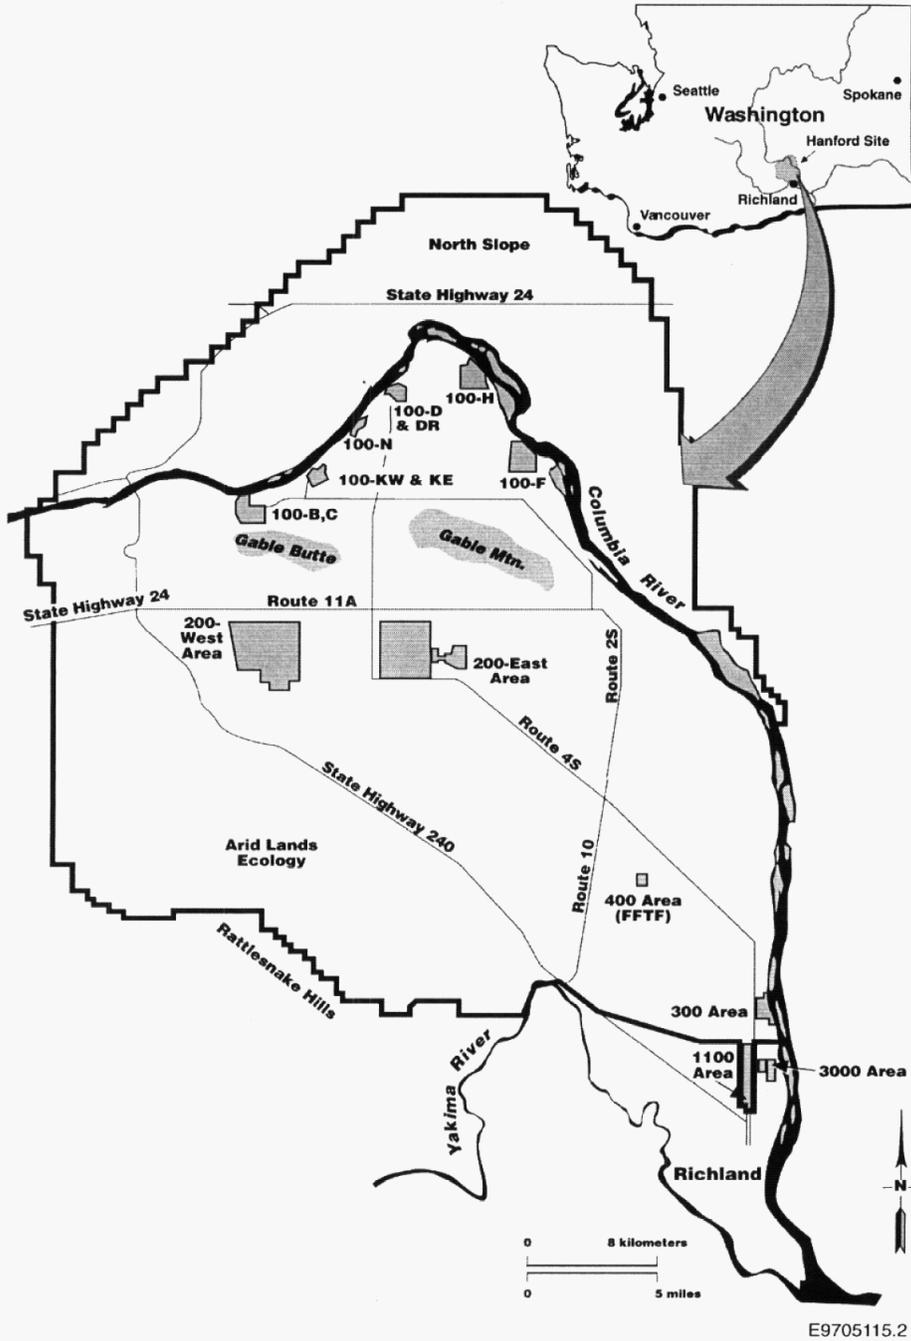 Seattle
Spokane
Washington
Hanford Site
Richland
Vancouver
North Slope
State Highway 24
100-H
100-D
& DR
100-N
100-KW & KE
100-F
100-B,C
Columbia River
Gable Butte
Gable Mtn.
State Highway 24
Route 11A
200-
West
Area
200-East
Area
Route 2S
Route 4S
State Highway 240
Arid Lands
Ecology
Route 10
400 Area
(FFTF)
Rattlesnake Hills
300 Area
Yakima River
1100
Area
3000 Area
Richland
N
0 8 kilometers
0 5 miles
E9705115.2